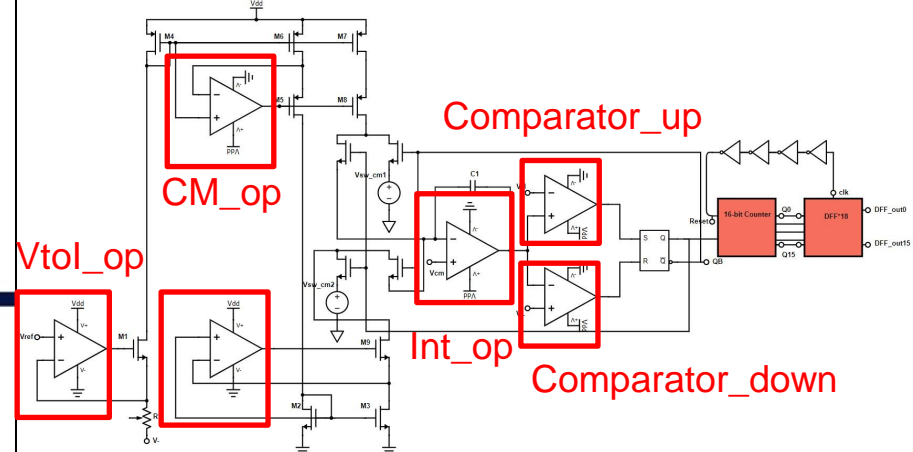 Vdd
M4
M6
M7
M5
M8
V-
V+
Vdd
CM_op
Comparator_up
Vsw_cm1
C1
Vcm
Vsw_cm2
Int_op
Comparator_down
S Q
R Q
QB
Reset
16-bit Counter
Q0
Q15
clk
DFF*18
DFF_out0
DFF_out15
Vtol_op
Vdd
V+
V-
Vref
M1
V-
Vdd
V+
V-
M9
M2
M3